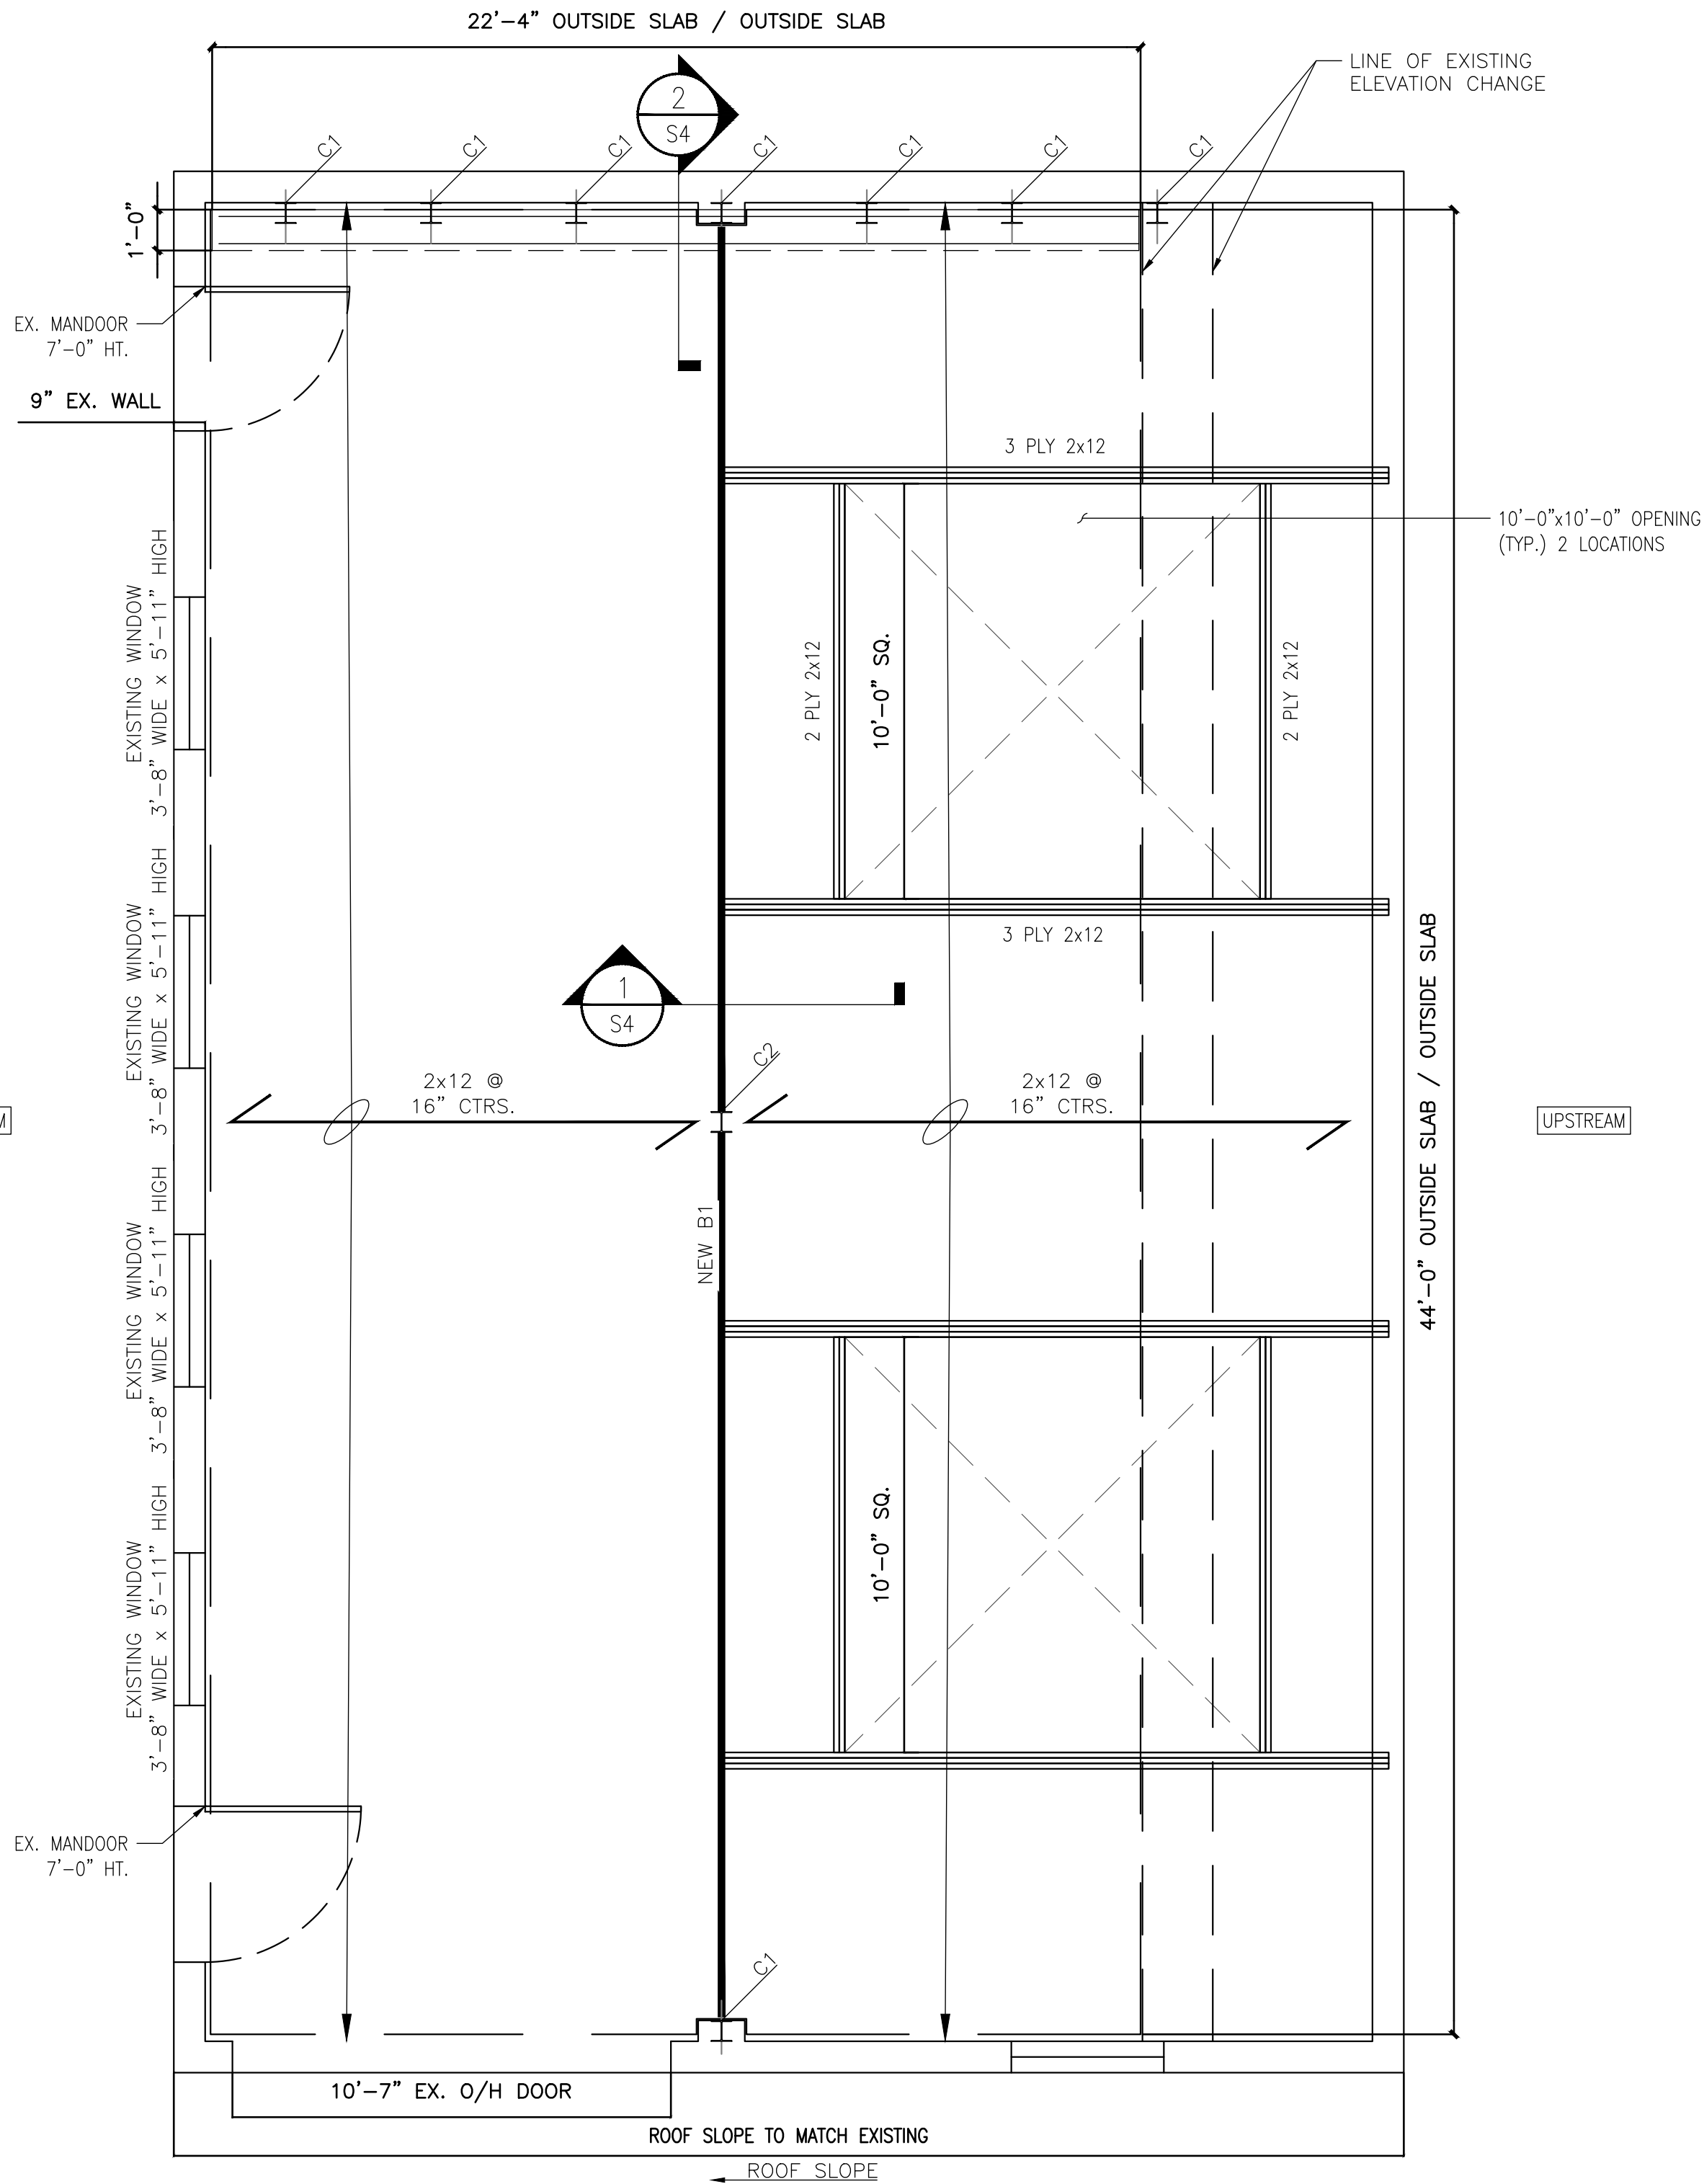 22'-4" OUTSIDE SLAB / OUTSIDE SLAB
LINE OF EXISTING
ELEVATION CHANGE
2
S4
C1
C1
C1
C1
C1
C1
C1
1'-0"
EX. MANDOOR
7'-0" HT.
9" EX. WALL
3 PLY 2x12
10'-0"x10'-0" OPENING
(TYP.) 2 LOCATIONS
EXISTING WINDOW
3'-8" WIDE x 5'-11" HIGH
2 PLY 2x12
10'-0" SQ.
2 PLY 2x12
3 PLY 2x12
EXISTING WINDOW
3'-8" WIDE x 5'-11" HIGH
1
S4
44'-0" OUTSIDE SLAB / OUTSIDE SLAB
C2
2x12 @
16" CTRS.
2x12 @
16" CTRS.
UPSTREAM
NEW B1
EXISTING WINDOW
3'-8" WIDE x 5'-11" HIGH
10'-0" SQ.
EXISTING WINDOW
3'-8" WIDE x 5'-11" HIGH
EX. MANDOOR
7'-0" HT.
C1
10'-7" EX. O/H DOOR
ROOF SLOPE TO MATCH EXISTING
ROOF SLOPE